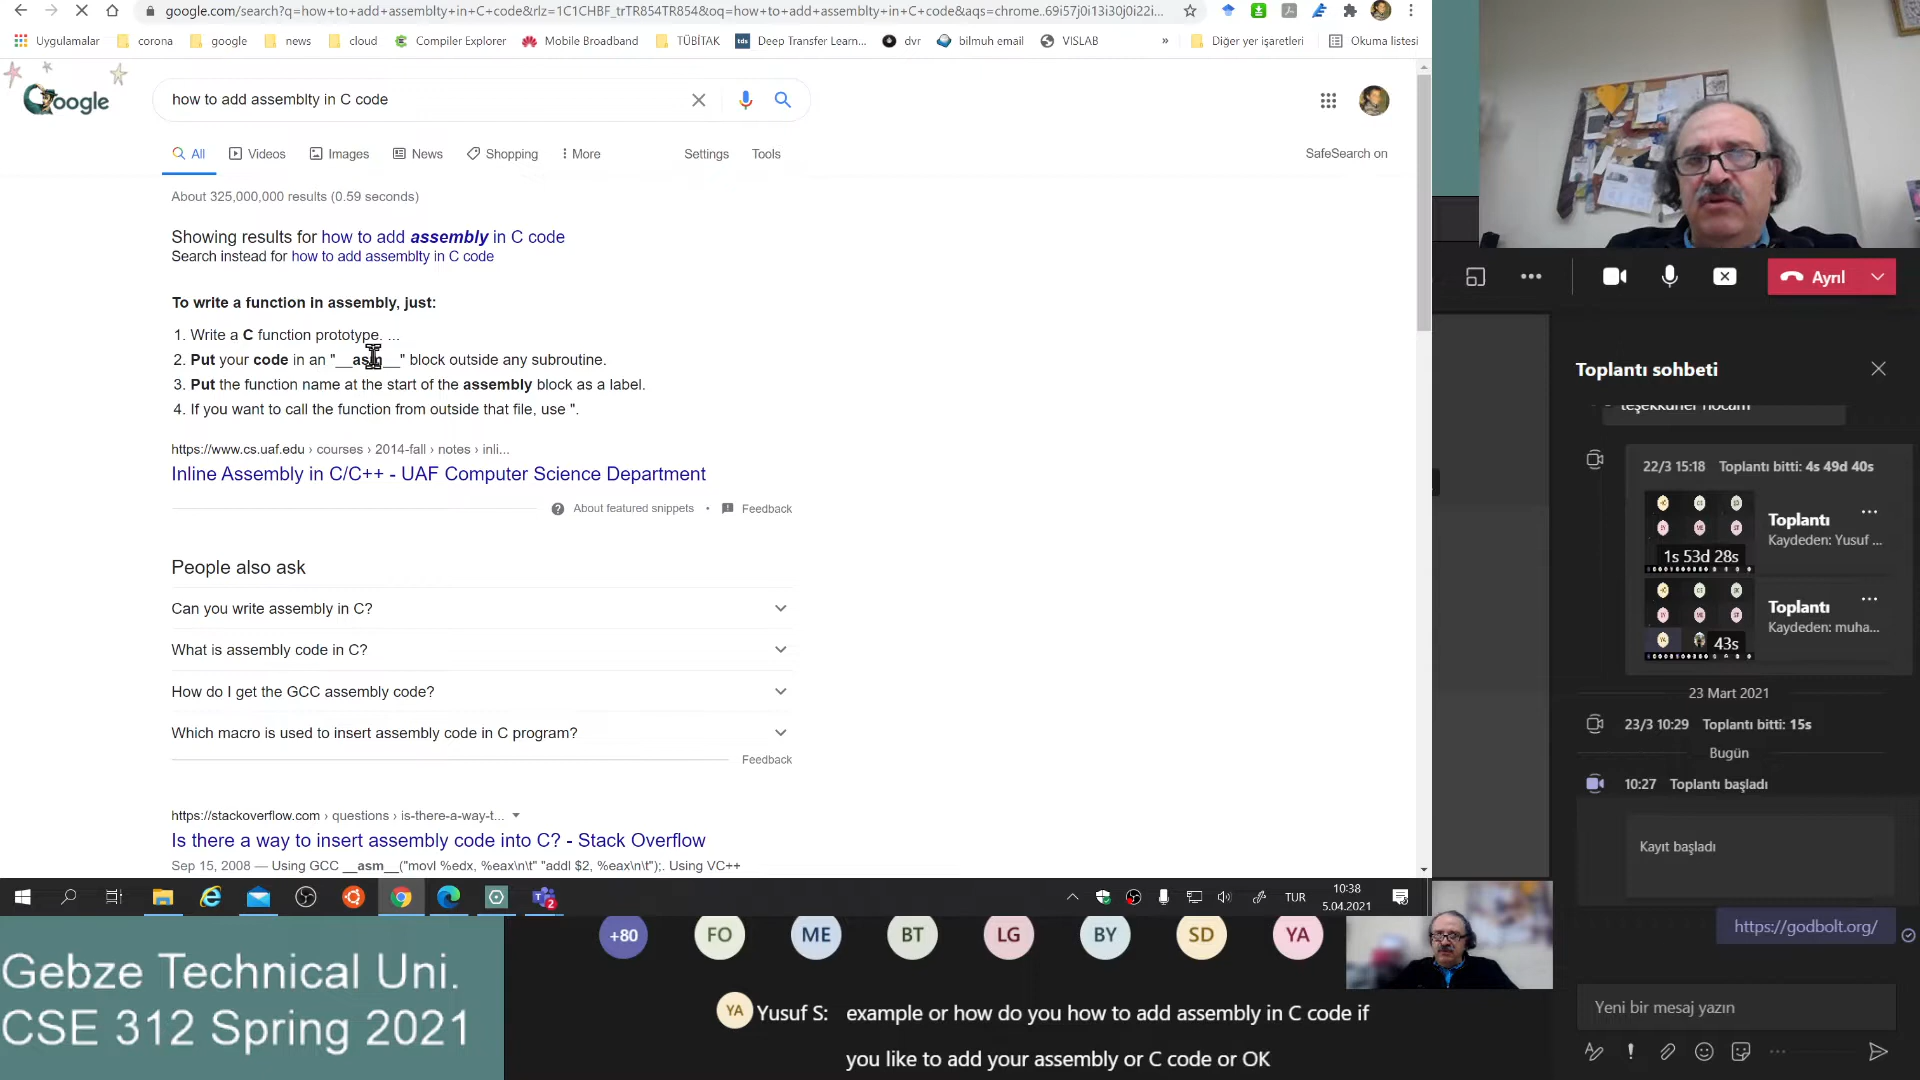 google.com/search?q=how+to+add+assemblty+in+C+code&rlz=1C1CHBF_trTR854TR854&oq=how+to+add+assemblty+in+C+code&aqs=chrome..69i57j0i13i30j0i22i...
Uygulamalar corona google news cloud Compiler Explorer Mobile Broadband TÜBİTAK tds Deep Transfer Learn... dvr bilmuh email VISLAB » Diğer yer işaretleri Okuma listesi
Google
how to add assemblty in C code
All Videos Images News Shopping More Settings Tools SafeSearch on
About 325,000,000 results (0.59 seconds)
Showing results for how to add assembly in C code
Search instead for how to add assemblty in C code
To write a function in assembly, just:
1. Write a C function prototype. ...
2. Put your code in an "__asm__" block outside any subroutine.
3. Put the function name at the start of the assembly block as a label.
4. If you want to call the function from outside that file, use ".
https://www.cs.uaf.edu › courses › 2014-fall › notes › inli...
Inline Assembly in C/C++ - UAF Computer Science Department
About featured snippets • Feedback
People also ask
Can you write assembly in C?
What is assembly code in C?
How do I get the GCC assembly code?
Which macro is used to insert assembly code in C program?
Feedback
https://stackoverflow.com › questions › is-there-a-way-t...
Is there a way to insert assembly code into C? - Stack Overflow
Sep 15, 2008 — Using GCC __asm__("movl %edx, %eax\n\t" "addl $2, %eax\n\t");. Using VC++
2
TUR
10:38
5.04.2021
Ayrıl
Toplantı sohbeti
teşekkürler hocam
22/3 15:18 Toplantı bitti: 4s 49d 40s
Toplantı
Kaydeden: Yusuf ...
1s 53d 28s
Toplantı
Kaydeden: muha...
43s
23 Mart 2021
23/3 10:29 Toplantı bitti: 15s
Bugün
10:27 Toplantı başladı
Kayıt başladı
https://godbolt.org/
Yeni bir mesaj yazın
+80 FO ME BT LG BY SD YA
Gebze Technical Uni.
CSE 312 Spring 2021
YA Yusuf S: example or how do you how to add assembly in C code if
you like to add your assembly or C code or OK